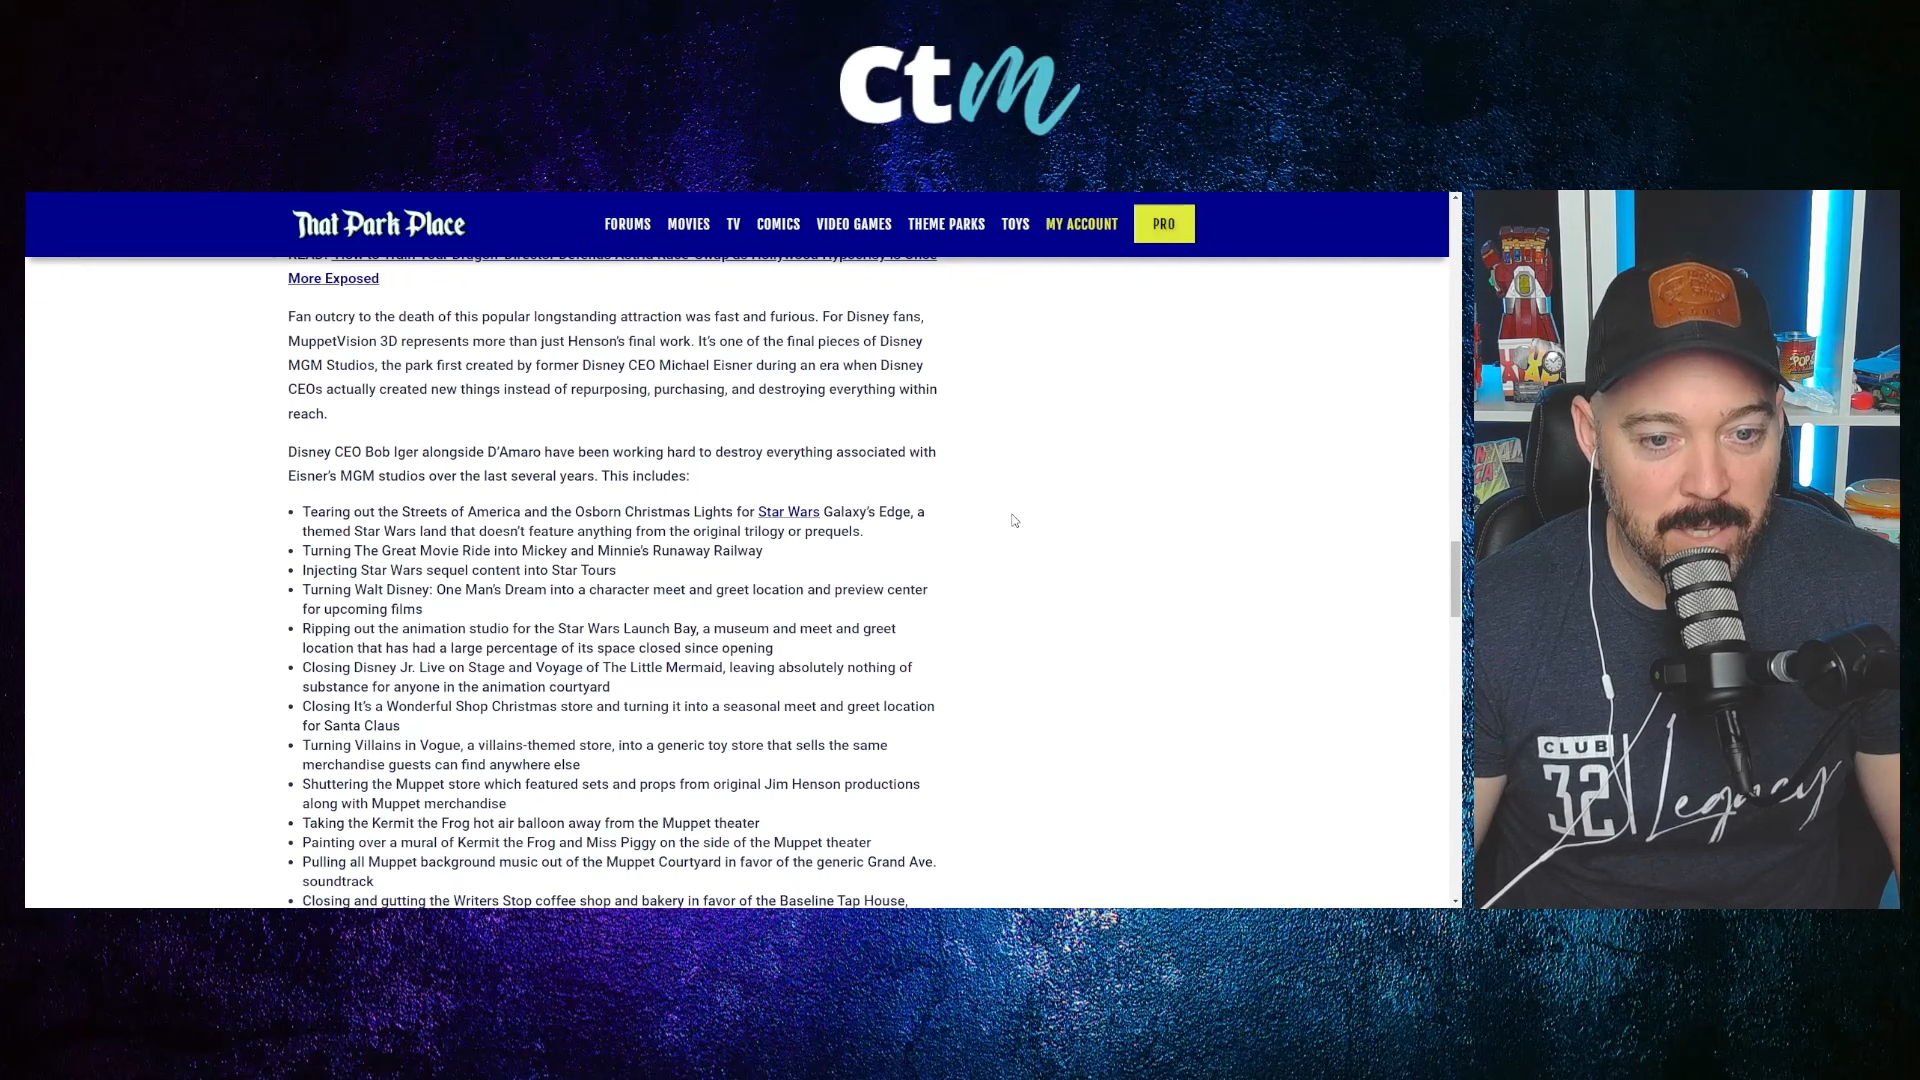 ctm
That Park Place
FORUMS MOVIES TV COMICS VIDEO GAMES THEME PARKS TOYS MY ACCOUNT PRO
READ: How to Train Your Dragon Director Defends Astrid Race-Swap as Hollywood Hypocrisy is Once
More Exposed
Fan outcry to the death of this popular longstanding attraction was fast and furious. For Disney fans,
MuppetVision 3D represents more than just Henson’s final work. It’s one of the final pieces of Disney
MGM Studios, the park first created by former Disney CEO Michael Eisner during an era when Disney
CEOs actually created new things instead of repurposing, purchasing, and destroying everything within
reach.
Disney CEO Bob Iger alongside D’Amaro have been working hard to destroy everything associated with
Eisner’s MGM studios over the last several years. This includes:
• Tearing out the Streets of America and the Osborn Christmas Lights for Star Wars Galaxy’s Edge, a
themed Star Wars land that doesn’t feature anything from the original trilogy or prequels.
• Turning The Great Movie Ride into Mickey and Minnie’s Runaway Railway
• Injecting Star Wars sequel content into Star Tours
• Turning Walt Disney: One Man’s Dream into a character meet and greet location and preview center
for upcoming films
• Ripping out the animation studio for the Star Wars Launch Bay, a museum and meet and greet
location that has had a large percentage of its space closed since opening
• Closing Disney Jr. Live on Stage and Voyage of The Little Mermaid, leaving absolutely nothing of
substance for anyone in the animation courtyard
• Closing It’s a Wonderful Shop Christmas store and turning it into a seasonal meet and greet location
for Santa Claus
• Turning Villains in Vogue, a villains-themed store, into a generic toy store that sells the same
merchandise guests can find anywhere else
• Shuttering the Muppet store which featured sets and props from original Jim Henson productions
along with Muppet merchandise
• Taking the Kermit the Frog hot air balloon away from the Muppet theater
• Painting over a mural of Kermit the Frog and Miss Piggy on the side of the Muppet theater
• Pulling all Muppet background music out of the Muppet Courtyard in favor of the generic Grand Ave.
soundtrack
• Closing and gutting the Writers Stop coffee shop and bakery in favor of the Baseline Tap House,
CLUB
32
Legacy